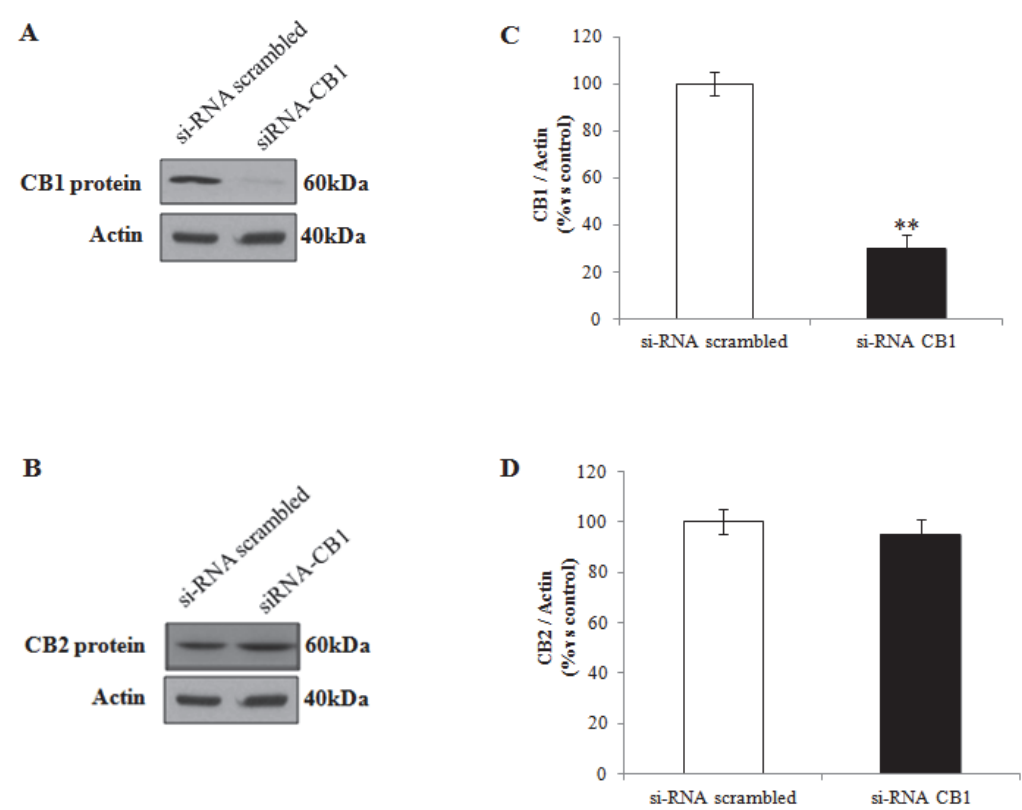 A
si-RNA scrambled
siRNA-CB1
CB1 protein
60kDa
Actin
40kDa
C
CB1 / Actin
(%vs control)
120
100
80
60
40
20
0
**
si-RNA scrambled
si-RNA CB1
B
si-RNA scrambled
siRNA-CB1
CB2 protein
60kDa
Actin
40kDa
D
CB2 / Actin
(%vs control)
120
100
80
60
40
20
0
si-RNA scrambled
si-RNA CB1